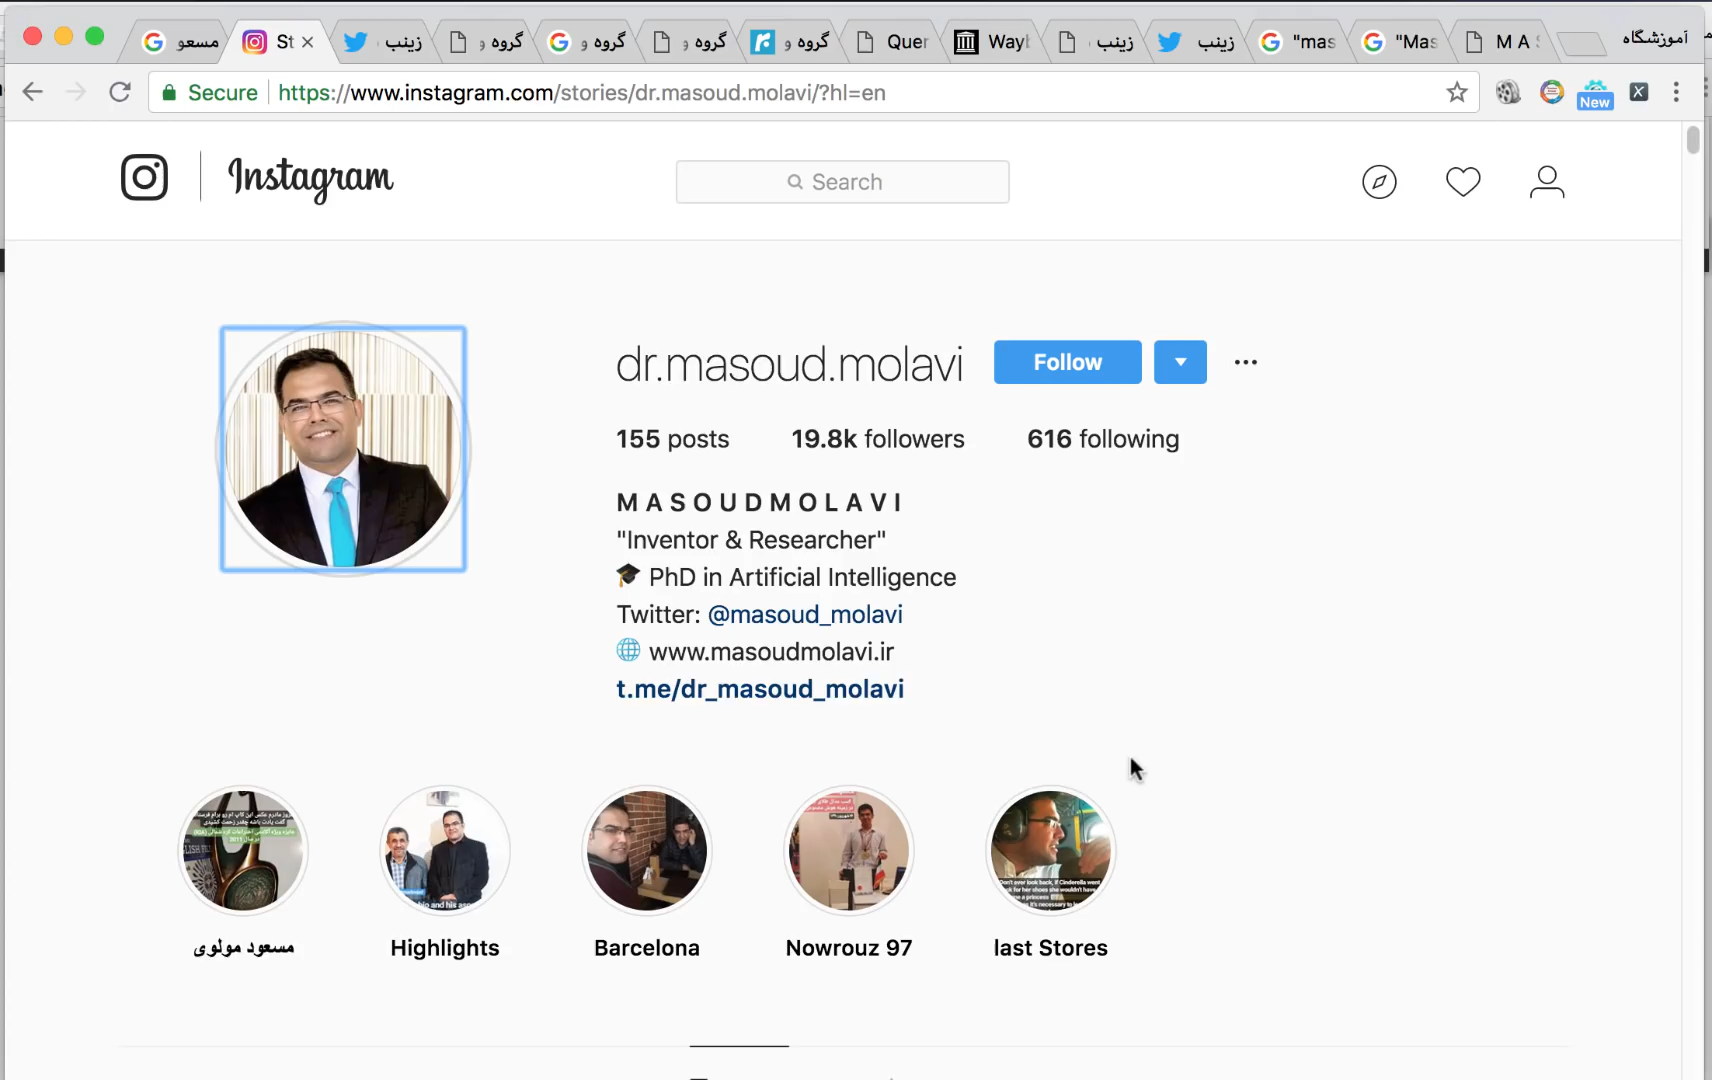 مسعو
St
زینب
گروه و
گروه و
گروه و
گروه و
Quer
Wayb
زینب
زینب
"mas
"Mas
M A S
آموزشگاه
Secure
https://www.instagram.com/stories/dr.masoud.molavi/?hl=en
New
Instagram
Search
dr.masoud.molavi
Follow
155 posts
19.8k followers
616 following
M A S O U D M O L A V I
"Inventor & Researcher"
PhD in Artificial Intelligence
Twitter: @masoud_molavi
www.masoudmolavi.ir
t.me/dr_masoud_molavi
مسعود مولوی
Highlights
Barcelona
Nowrouz 97
last Stores